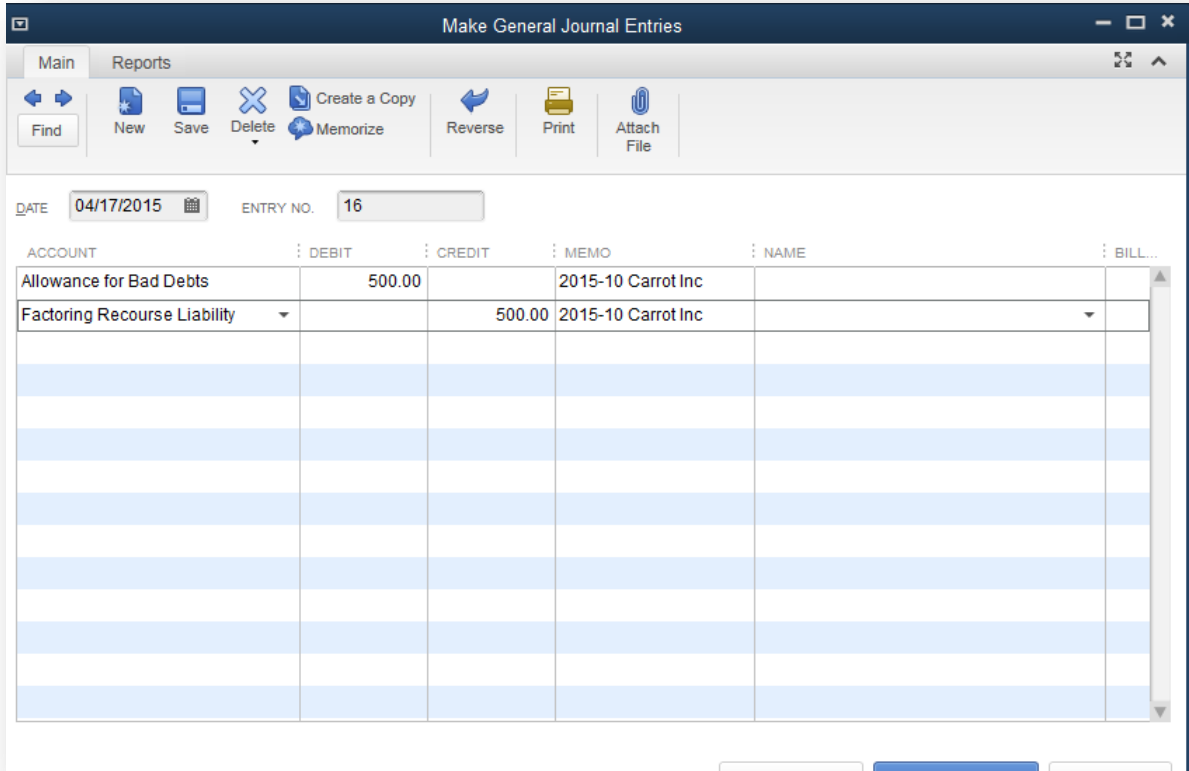 Make General Journal Entries
Main Reports
Find New Save Delete Create a Copy Memorize Reverse Print Attach File
DATE 04/17/2015 ENTRY NO. 16
ACCOUNT DEBIT CREDIT MEMO NAME BILL...
Allowance for Bad Debts 500.00 2015-10 Carrot Inc
Factoring Recourse Liability 500.00 2015-10 Carrot Inc